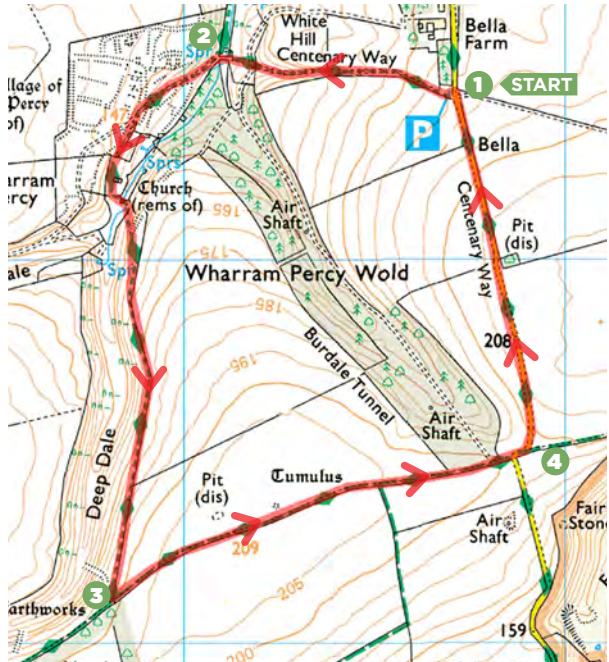 White
Hill
Centenary Way
Bella
Farm
2
Spr
1
START
llage of
Percy
of)
147
P
Bella
Sprs
Church
(rems of)
arram
ercy
165
Air
Shaft
Centenary Way
Pit
(dis)
175
ale
Spr
Wharram Percy Wold
185
208
195
Burdale Tunnel
Air
Shaft
Deep Dale
4
Pit
(dis)
Tumulus
209
Air
Shaft
Fair
Ston
3
arthworks
205
200
159